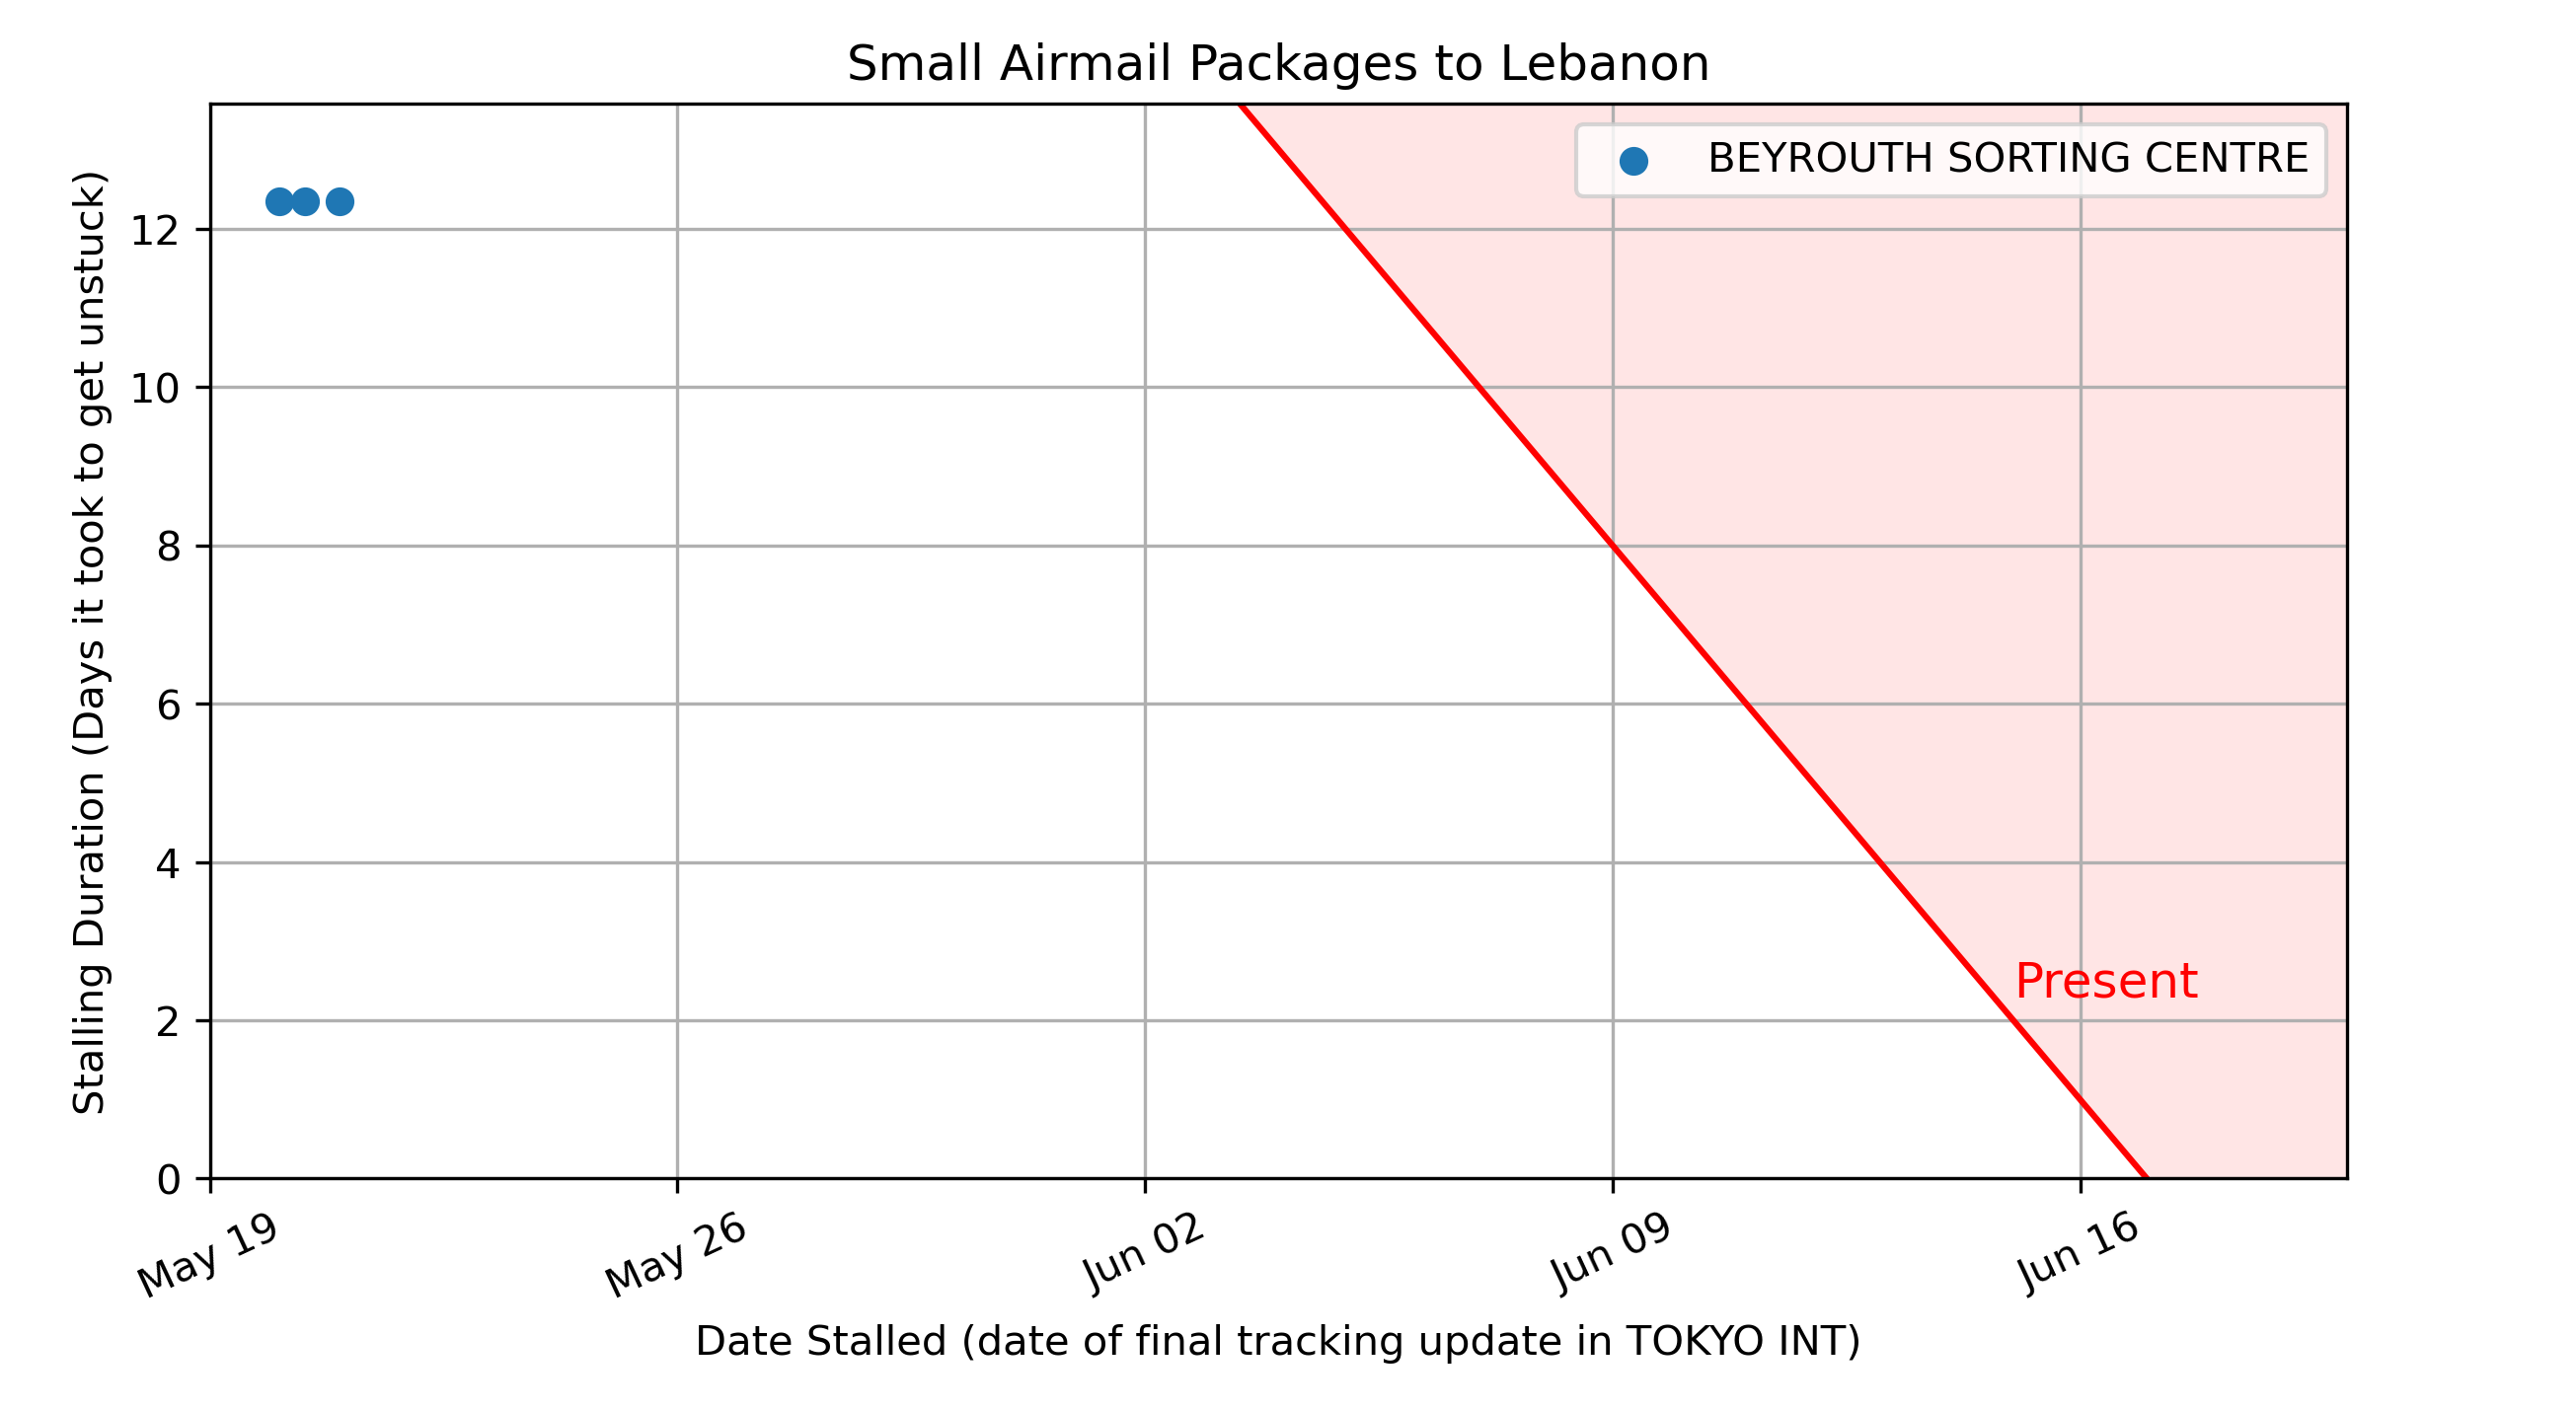 Small Airmail Packages to Lebanon
BEYROUTH SORTING CENTRE
Stalling Duration (Days it took to get unstuck)
12
10
8
6
4
2
0
Present
May 19
May 26
Jun 02
Jun 09
Jun 16
Date Stalled (date of final tracking update in TOKYO INT)